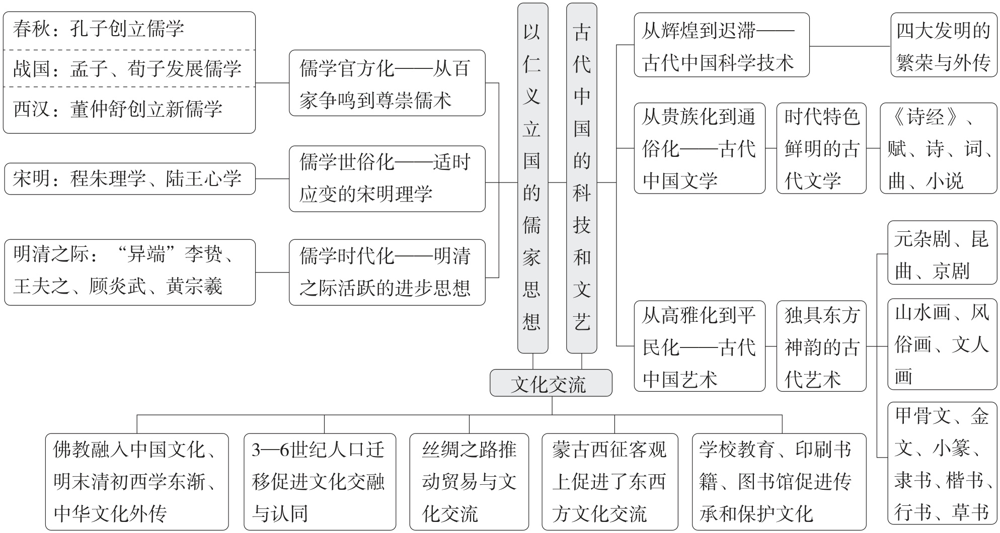 春秋：孔子创立儒学
战国：孟子、荀子发展儒学
西汉：董仲舒创立新儒学
儒学官方化——从百
家争鸣到尊崇儒术
宋明：程朱理学、陆王心学
儒学世俗化——适时
应变的宋明理学
明清之际：“异端”李贽、
王夫之、顾炎武、黄宗羲
儒学时代化——明清
之际活跃的进步思想
以仁义立国的儒家思想
古代中国的科技和文艺
从辉煌到迟滞——
古代中国科学技术
四大发明的
繁荣与外传
从贵族化到通
俗化——古代
中国文学
时代特色
鲜明的古
代文学
《诗经》、
赋、诗、词、
曲、小说
从高雅化到平
民化——古代
中国艺术
独具东方
神韵的古
代艺术
元杂剧、昆
曲、京剧
山水画、风
俗画、文人
画
甲骨文、金
文、小篆、
隶书、楷书、
行书、草书
文化交流
佛教融入中国文化、
明末清初西学东渐、
中华文化外传
3—6世纪人口迁
移促进文化交融
与认同
丝绸之路推
动贸易与文
化交流
蒙古西征客观
上促进了东西
方文化交流
学校教育、印刷书
籍、图书馆促进传
承和保护文化